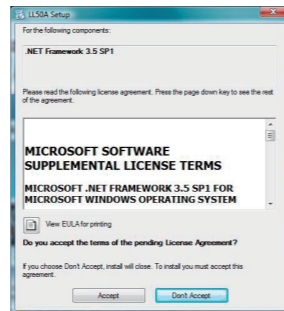 LL50A Setup
For the following components:
.NET Framework 3.5 SP1
Please read the following license agreement. Press the page down key to see the rest
of the agreement.
MICROSOFT SOFTWARE
SUPPLEMENTAL LICENSE TERMS
MICROSOFT .NET FRAMEWORK 3.5 SP1 FOR
MICROSOFT WINDOWS OPERATING SYSTEM
View EULA for printing
Do you accept the terms of the pending License Agreement?
If you choose Don't Accept, install will close. To install you must accept this
agreement.
Accept
Don't Accept